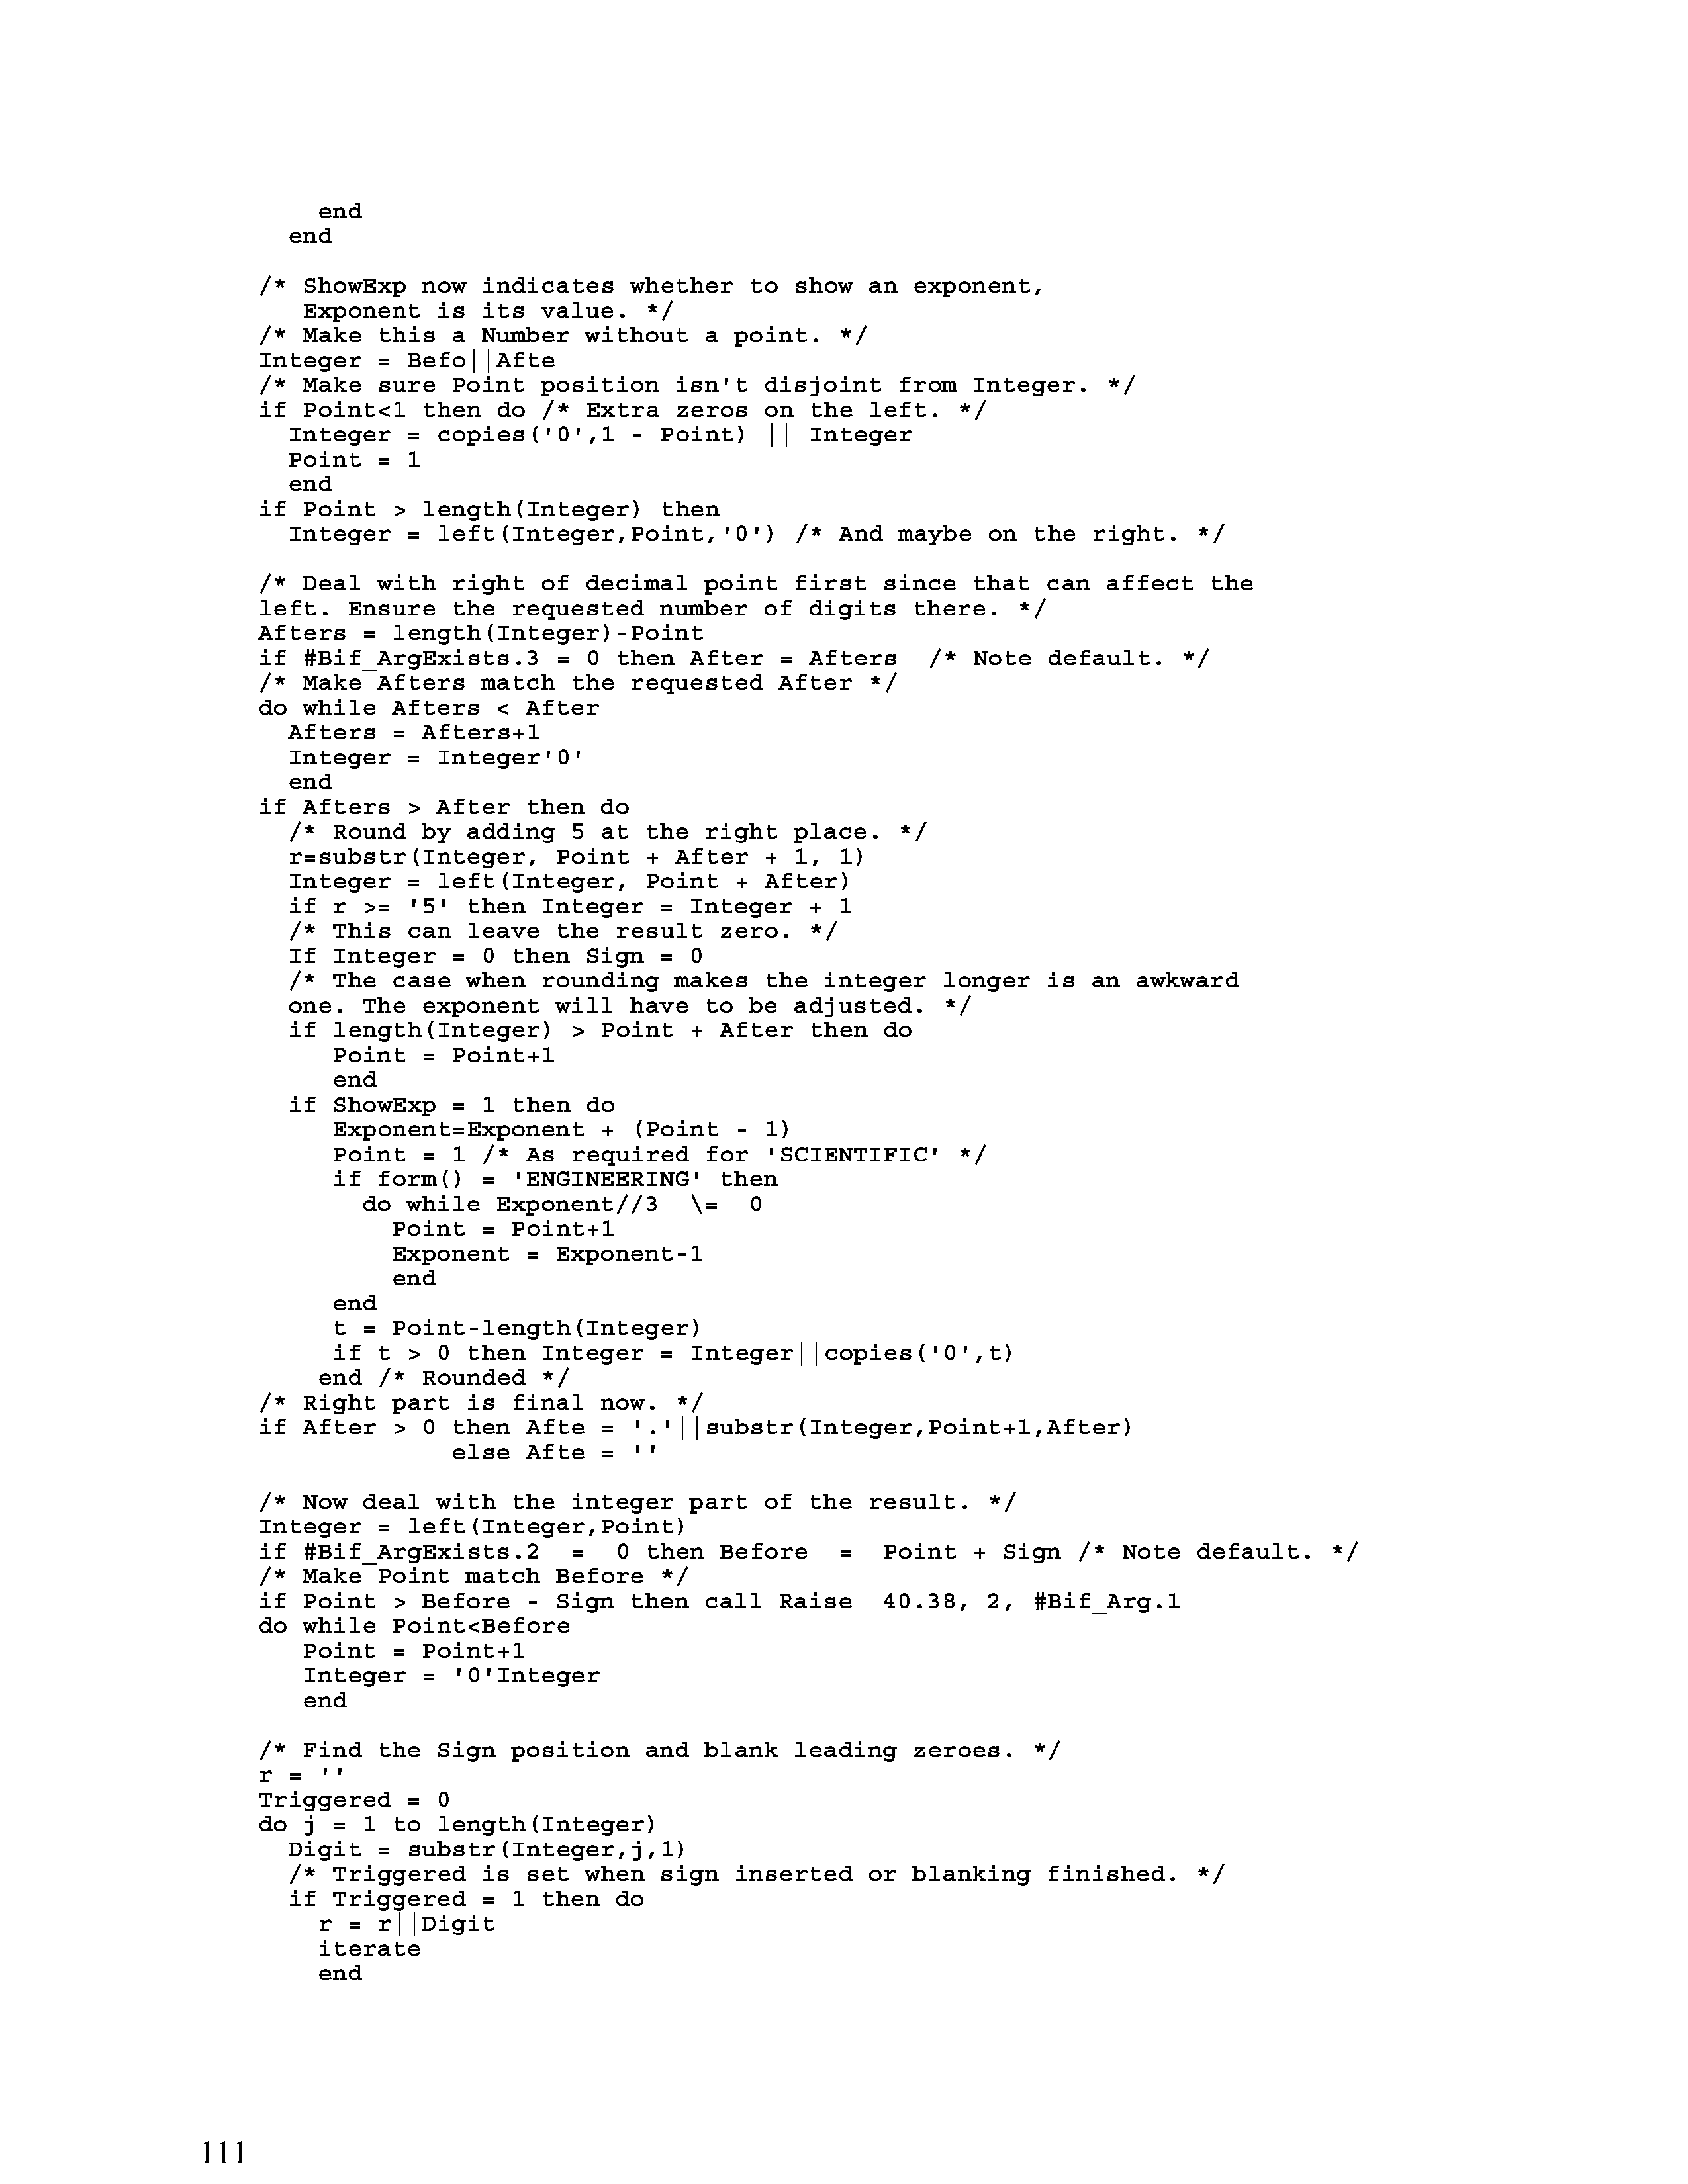 end
  end

/* ShowExp now indicates whether to show an exponent,
   Exponent is its value. */
/* Make this a Number without a point. */
Integer = Befo||Afte
/* Make sure Point position isn't disjoint from Integer. */
if Point<1 then do /* Extra zeros on the left. */
  Integer = copies('0',1 - Point) || Integer
  Point = 1
  end
if Point > length(Integer) then
  Integer = left(Integer,Point,'0') /* And maybe on the right. */

/* Deal with right of decimal point first since that can affect the
left. Ensure the requested number of digits there. */
Afters = length(Integer)-Point
if #Bif_ArgExists.3 = 0 then After = Afters  /* Note default. */
/* Make Afters match the requested After */
do while Afters < After
  Afters = Afters+1
  Integer = Integer'0'
  end
if Afters > After then do
  /* Round by adding 5 at the right place. */
  r=substr(Integer, Point + After + 1, 1)
  Integer = left(Integer, Point + After)
  if r >= '5' then Integer = Integer + 1
  /* This can leave the result zero. */
  If Integer = 0 then Sign = 0
  /* The case when rounding makes the integer longer is an awkward
  one. The exponent will have to be adjusted. */
  if length(Integer) > Point + After then do
     Point = Point+1
     end
  if ShowExp = 1 then do
     Exponent=Exponent + (Point - 1)
     Point = 1 /* As required for 'SCIENTIFIC' */
     if form() = 'ENGINEERING' then
       do while Exponent//3  \=  0
         Point = Point+1
         Exponent = Exponent-1
         end
     end
     t = Point-length(Integer)
     if t > 0 then Integer = Integer||copies('0',t)
    end /* Rounded */
/* Right part is final now. */
if After > 0 then Afte = '.'||substr(Integer,Point+1,After)
             else Afte = ''

/* Now deal with the integer part of the result. */
Integer = left(Integer,Point)
if #Bif_ArgExists.2  =  0 then Before  =  Point + Sign /* Note default. */
/* Make Point match Before */
if Point > Before - Sign then call Raise  40.38, 2, #Bif_Arg.1
do while Point<Before
   Point = Point+1
   Integer = '0'Integer
   end

/* Find the Sign position and blank leading zeroes. */
r = ''
Triggered = 0
do j = 1 to length(Integer)
  Digit = substr(Integer,j,1)
  /* Triggered is set when sign inserted or blanking finished. */
  if Triggered = 1 then do
    r = r||Digit
    iterate
    end

111